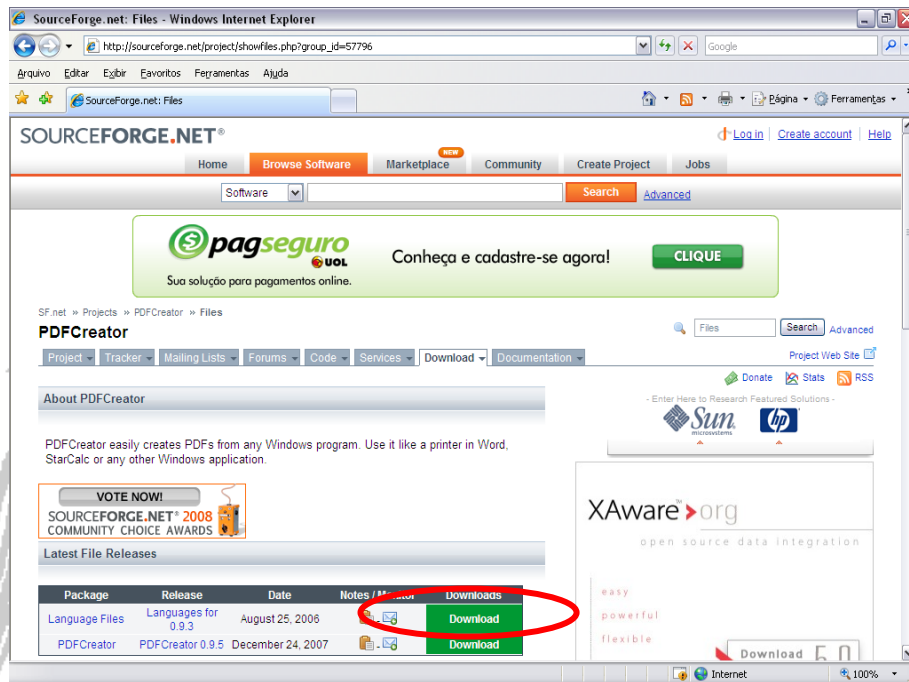 SourceForge.net: Files - Windows Internet Explorer
http://sourceforge.net/project/showfiles.php?group_id=57796
Google
Arquivo Editar Exibir Favoritos Ferramentas Ajuda
SourceForge.net: Files
Página Ferramentas
SOURCEFORGE.NET®
Log in Create account Help
NEW
Home Browse Software Marketplace Community Create Project Jobs
Software Search Advanced
pagseguro
UOL
Sua solução para pagamentos online.
Conheça e cadastre-se agora!
CLIQUE
SF.net » Projects » PDFCreator » Files
PDFCreator
Files Search Advanced
Project Tracker Mailing Lists Forums Code Services Download Documentation
Project Web Site
Donate Stats RSS
About PDFCreator
- Enter Here to Research Featured Solutions -
Sun
microsystems
hp
PDFCreator easily creates PDFs from any Windows program. Use it like a printer in Word,
StarCalc or any other Windows application.
VOTE NOW!
SOURCEFORGE.NET® 2008
COMMUNITY CHOICE AWARDS
XAware™ > org
open source data integration
Latest File Releases
easy
powerful
flexible
Download 5.0
Package Release Date Notes / Monitor Downloads
Language Files Languages for 0.9.3 August 25, 2006 - Download
PDFCreator PDFCreator 0.9.5 December 24, 2007 - Download
Internet 100%